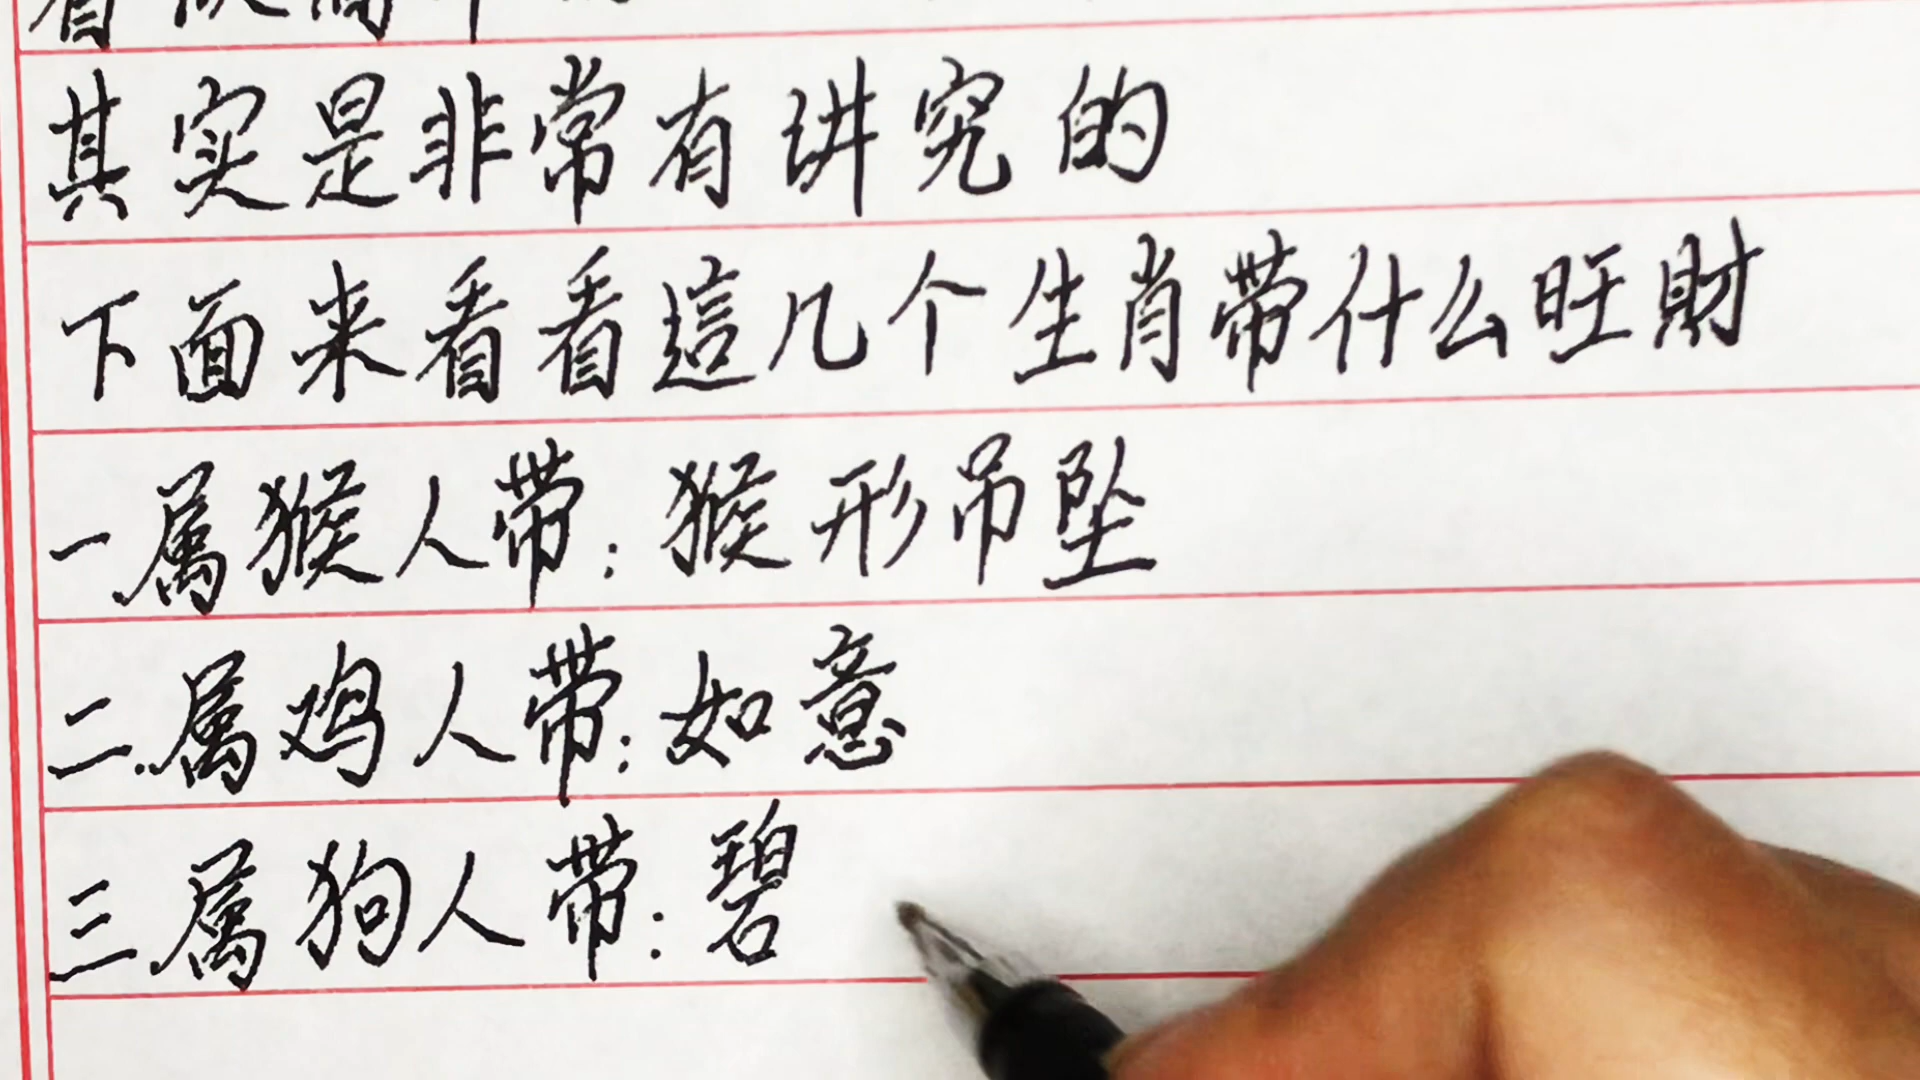 其实是非常有讲究的
下面来看看這几个生肖带什么旺財
一.属猴人带:猴形吊坠
二.属鸡人带:如意
三.属狗人带:碧